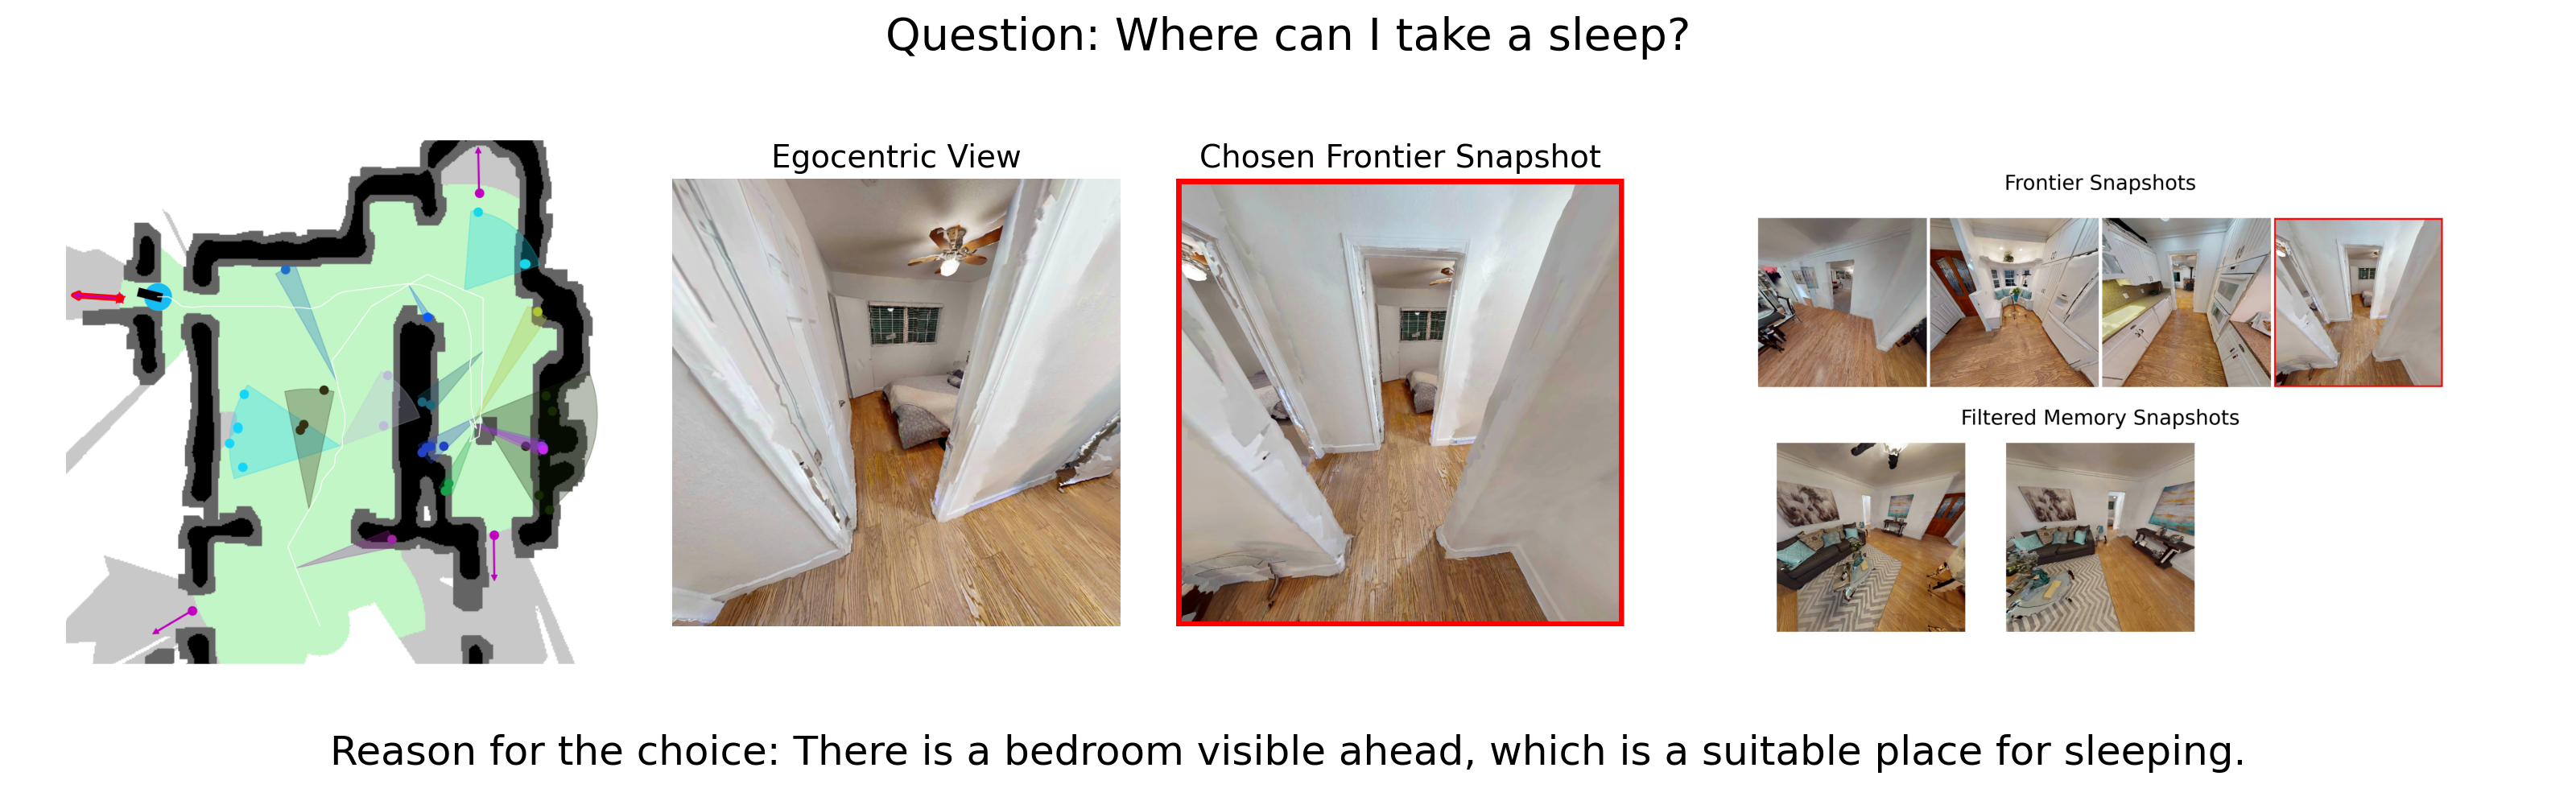 Question: Where can I take a sleep?
Egocentric View
Chosen Frontier Snapshot
Frontier Snapshots
Filtered Memory Snapshots
Reason for the choice: There is a bedroom visible ahead, which is a suitable place for sleeping.